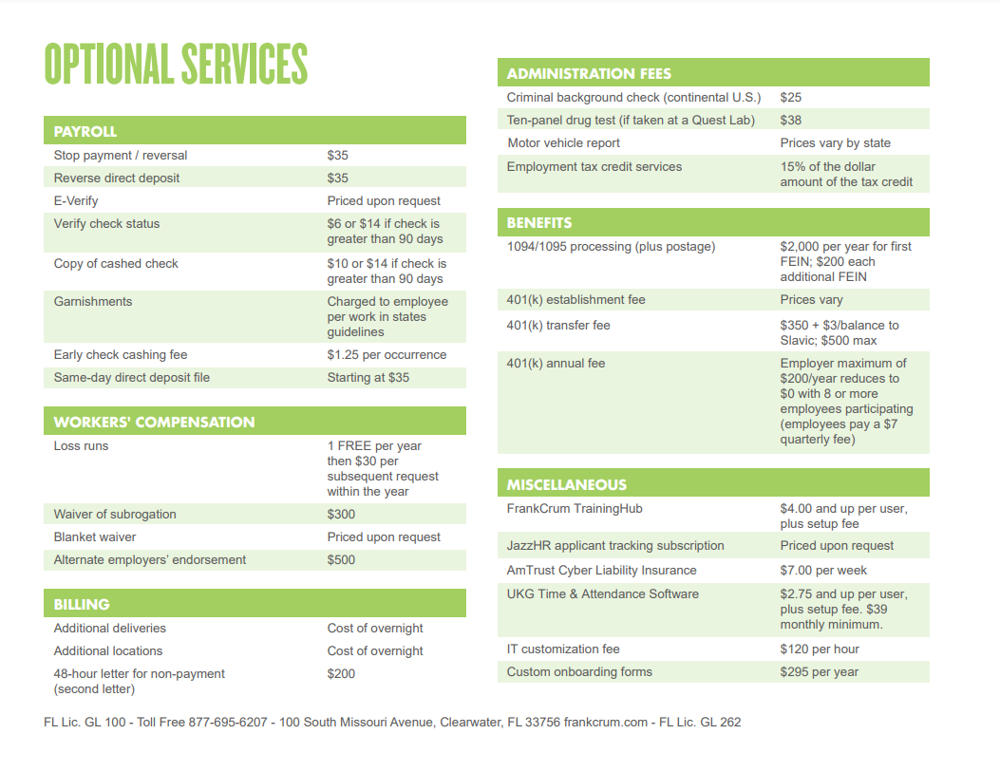 OPTIONAL SERVICES
PAYROLL
Stop payment / reversal $35
Reverse direct deposit $35
E-Verify Priced upon request
Verify check status $6 or $14 if check is
greater than 90 days
Copy of cashed check $10 or $14 if check is
greater than 90 days
Garnishments Charged to employee
per work in states
guidelines
Early check cashing fee $1.25 per occurrence
Same-day direct deposit file Starting at $35
WORKERS' COMPENSATION
Loss runs 1 FREE per year
then $30 per
subsequent request
within the year
Waiver of subrogation $300
Blanket waiver Priced upon request
Alternate employers’ endorsement $500
BILLING
Additional deliveries Cost of overnight
Additional locations Cost of overnight
48-hour letter for non-payment $200
(second letter)
ADMINISTRATION FEES
Criminal background check (continental U.S.) $25
Ten-panel drug test (if taken at a Quest Lab) $38
Motor vehicle report Prices vary by state
Employment tax credit services 15% of the dollar
amount of the tax credit
BENEFITS
1094/1095 processing (plus postage) $2,000 per year for first
FEIN; $200 each
additional FEIN
401(k) establishment fee Prices vary
401(k) transfer fee $350 + $3/balance to
Slavic; $500 max
401(k) annual fee Employer maximum of
$200/year reduces to
$0 with 8 or more
employees participating
(employees pay a $7
quarterly fee)
MISCELLANEOUS
FrankCrum TrainingHub $4.00 and up per user,
plus setup fee
JazzHR applicant tracking subscription Priced upon request
AmTrust Cyber Liability Insurance $7.00 per week
UKG Time & Attendance Software $2.75 and up per user,
plus setup fee. $39
monthly minimum.
IT customization fee $120 per hour
Custom onboarding forms $295 per year
FL Lic. GL 100 - Toll Free 877-695-6207 - 100 South Missouri Avenue, Clearwater, FL 33756 frankcrum.com - FL Lic. GL 262